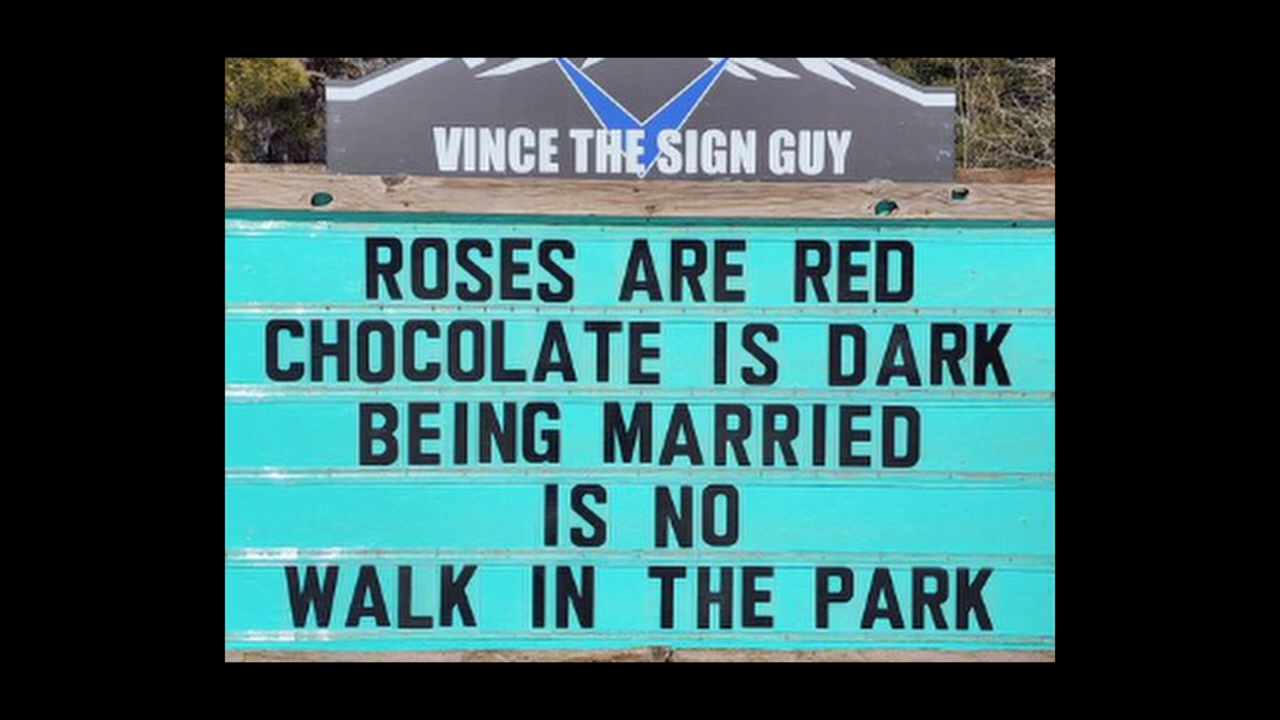 VINCE THE SIGN GUY
ROSES ARE RED
CHOCOLATE IS DARK
BEING MARRIED
IS NO
WALK IN THE PARK